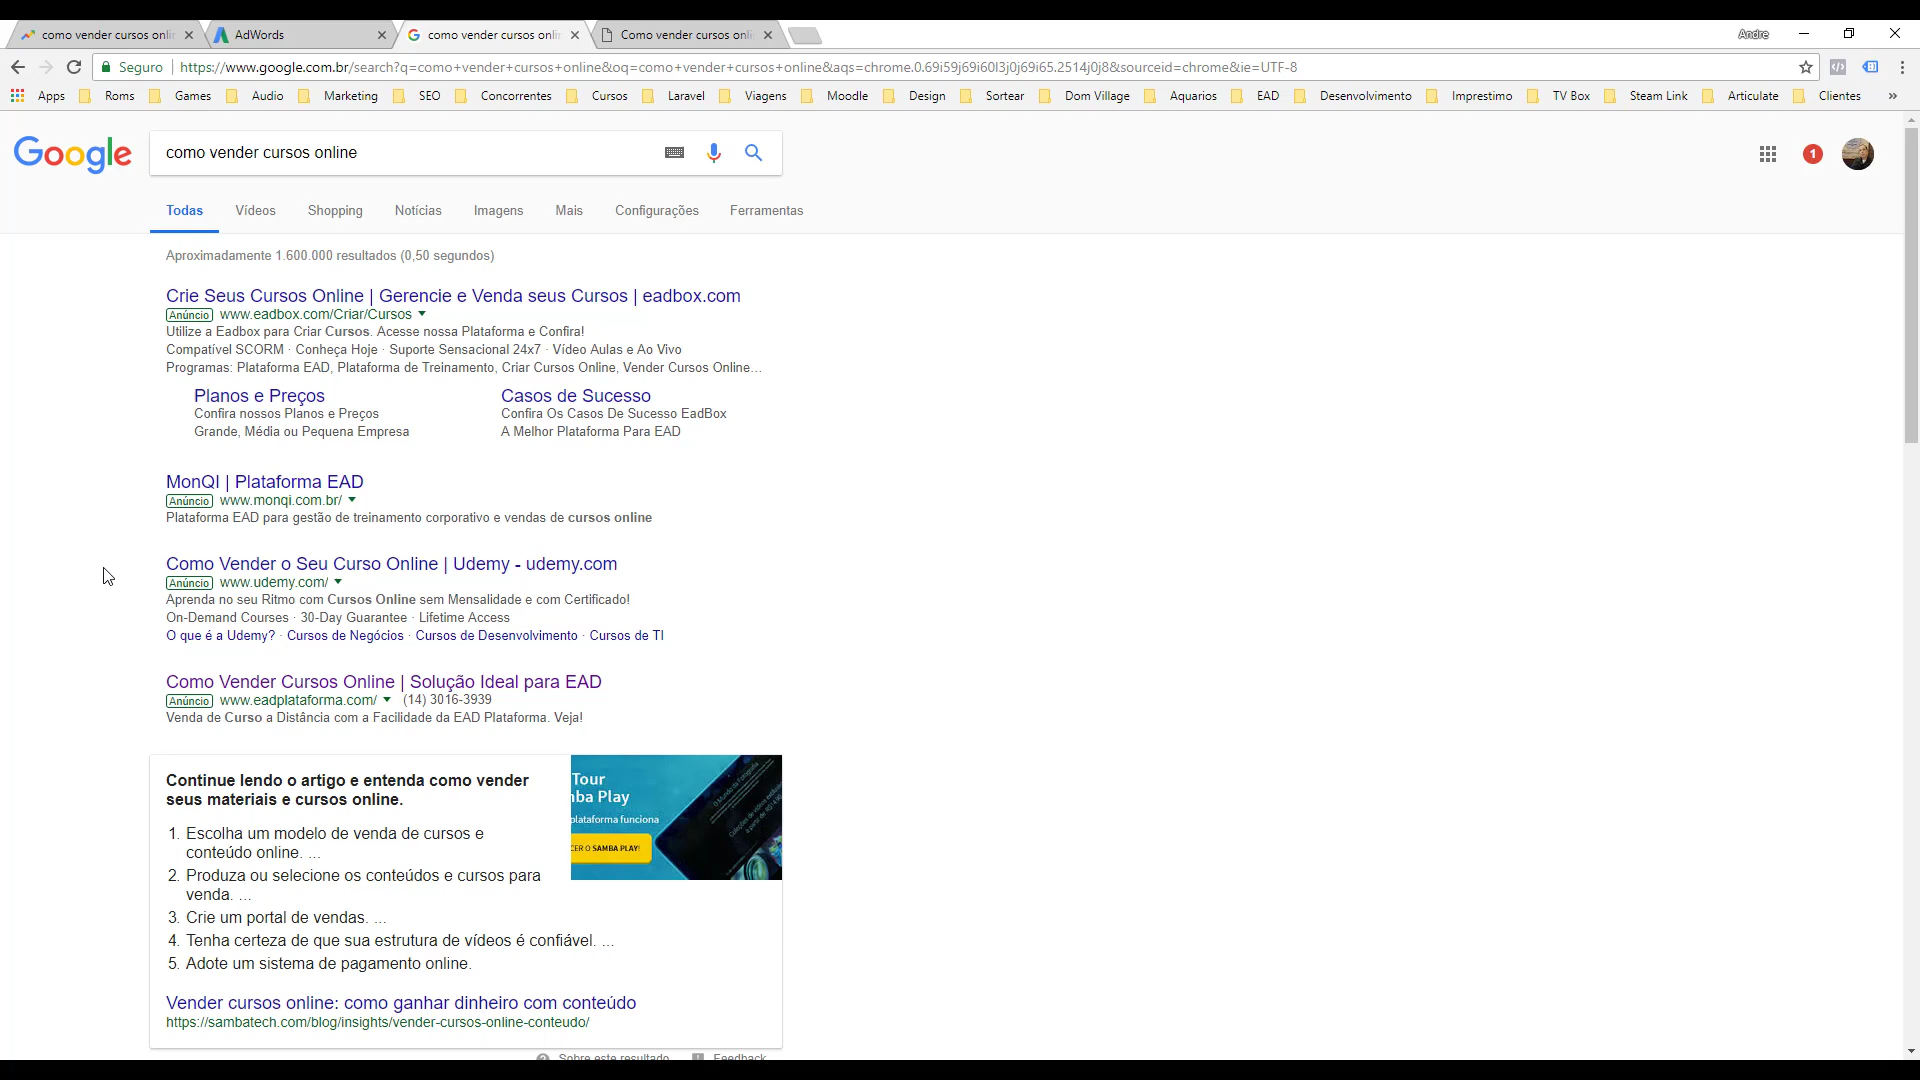 como vender cursos onlin
AdWords
como vender cursos onlin
Como vender cursos onlin
Andre
Seguro
https://www.google.com.br/search?q=como+vender+cursos+online&oq=como+vender+cursos+online&aqs=chrome.0.69i59j69i60l3j0j69i65.2514j0j8&sourceid=chrome&ie=UTF-8
Apps Roms Games Audio Marketing SEO Concorrentes Cursos Laravel Viagens Moodle Design Sortear Dom Village Aquarios EAD Desenvolvimento Imprestimo TV Box Steam Link Articulate Clientes »
Google
como vender cursos online
1
Todas Vídeos Shopping Notícias Imagens Mais Configurações Ferramentas
Aproximadamente 1.600.000 resultados (0,50 segundos)
Crie Seus Cursos Online | Gerencie e Venda seus Cursos | eadbox.com
Anúncio www.eadbox.com/Criar/Cursos
Utilize a Eadbox para Criar Cursos. Acesse nossa Plataforma e Confira!
Compatível SCORM · Conheça Hoje · Suporte Sensacional 24x7 · Vídeo Aulas e Ao Vivo
Programas: Plataforma EAD, Plataforma de Treinamento, Criar Cursos Online, Vender Cursos Online…
Planos e Preços
Confira nossos Planos e Preços
Grande, Média ou Pequena Empresa
Casos de Sucesso
Confira Os Casos De Sucesso EadBox
A Melhor Plataforma Para EAD
MonQI | Plataforma EAD
Anúncio www.monqi.com.br/
Plataforma EAD para gestão de treinamento corporativo e vendas de cursos online
Como Vender o Seu Curso Online | Udemy - udemy.com
Anúncio www.udemy.com/
Aprenda no seu Ritmo com Cursos Online sem Mensalidade e com Certificado!
On-Demand Courses · 30-Day Guarantee · Lifetime Access
O que é a Udemy? · Cursos de Negócios · Cursos de Desenvolvimento · Cursos de TI
Como Vender Cursos Online | Solução Ideal para EAD
Anúncio www.eadplataforma.com/ (14) 3016-3939
Venda de Curso a Distância com a Facilidade da EAD Plataforma. Veja!
Continue lendo o artigo e entenda como vender
seus materiais e cursos online.
1. Escolha um modelo de venda de cursos e
conteúdo online. ...
2. Produza ou selecione os conteúdos e cursos para
venda. ...
3. Crie um portal de vendas. ...
4. Tenha certeza de que sua estrutura de vídeos é confiável. ...
5. Adote um sistema de pagamento online.
Tour
mba Play
plataforma funciona
CER O SAMBA PLAY!
Vender cursos online: como ganhar dinheiro com conteúdo
https://sambatech.com/blog/insights/vender-cursos-online-conteudo/
Sobre este resultado Feedback